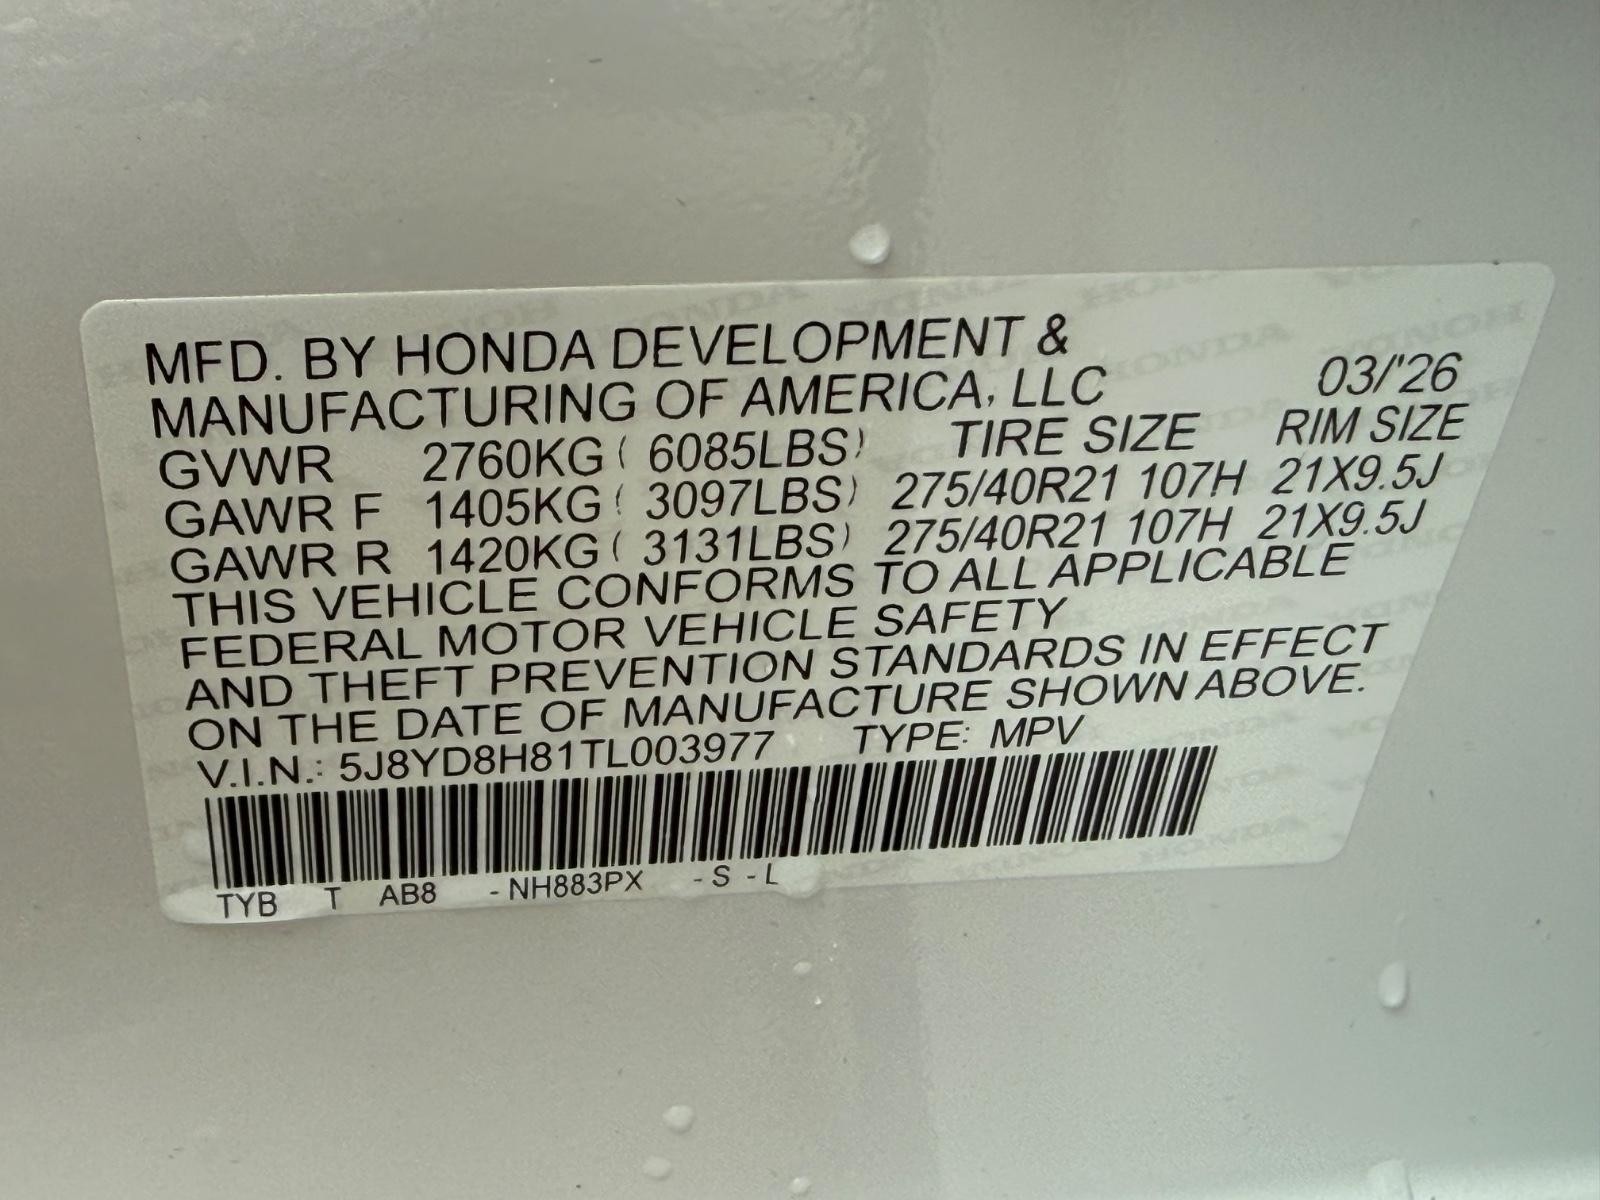 MFD. BY HONDA DEVELOPMENT &
MANUFACTURING OF AMERICA, LLC 03/'26
GVWR 2760KG ( 6085LBS) TIRE SIZE RIM SIZE
GAWR F 1405KG ( 3097LBS) 275/40R21 107H 21X9.5J
GAWR R 1420KG ( 3131LBS) 275/40R21 107H 21X9.5J
THIS VEHICLE CONFORMS TO ALL APPLICABLE
FEDERAL MOTOR VEHICLE SAFETY
AND THEFT PREVENTION STANDARDS IN EFFECT
ON THE DATE OF MANUFACTURE SHOWN ABOVE.
V.I.N.: 5J8YD8H81TL003977 TYPE: MPV
TYB T AB8 -NH883PX -S -L